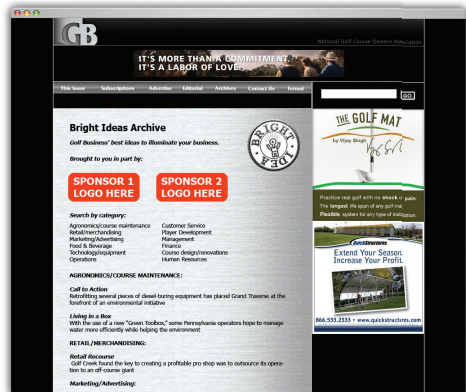 GB
National Golf Course Owners Association
IT'S MORE THAN A COMMITMENT.
IT'S A LABOR OF LOVE.
This Issue Subscriptions Advertise Editorial Archives Contact Us Format
GO
Bright Ideas Archive
Golf Business' best ideas to illuminate your business.
Brought to you in part by:
BRIGHT IDEA
SPONSOR 1
LOGO HERE
SPONSOR 2
LOGO HERE
Search by category:
Agronomics/course maintenance
Retail/merchandising
Marketing/Advertising
Food & Beverage
Technology/equipment
Operations
Customer Service
Player Development
Management
Finance
Course design/renovations
Human Resources
AGRONOMICS/COURSE MAINTENANCE:
Call to Action
Retrofitting several pieces of diesel-buring equipment has placed Grand Traverse at the
forefront of an environmental initiative
Living in a Box
With the use of a new "Green Toolbox," some Pennsylvania operators hope to manage
water more efficiently while helping the environment
RETAIL/MERCHANDISING:
Retail Recourse
Golf Creek found the key to creating a profitable pro shop was to outsource its opera-
tion to an off-course giant
Marketing/Advertising:
THE GOLF MAT
by Vijay Singh
Practice real golf with no shock or pain
The longest life span of any golf mat,
Flexible system for any type of installation.
QuickStructures
Extend Your Season.
Increase Your Profit.
866.533.2333 • www.quickstructures.com